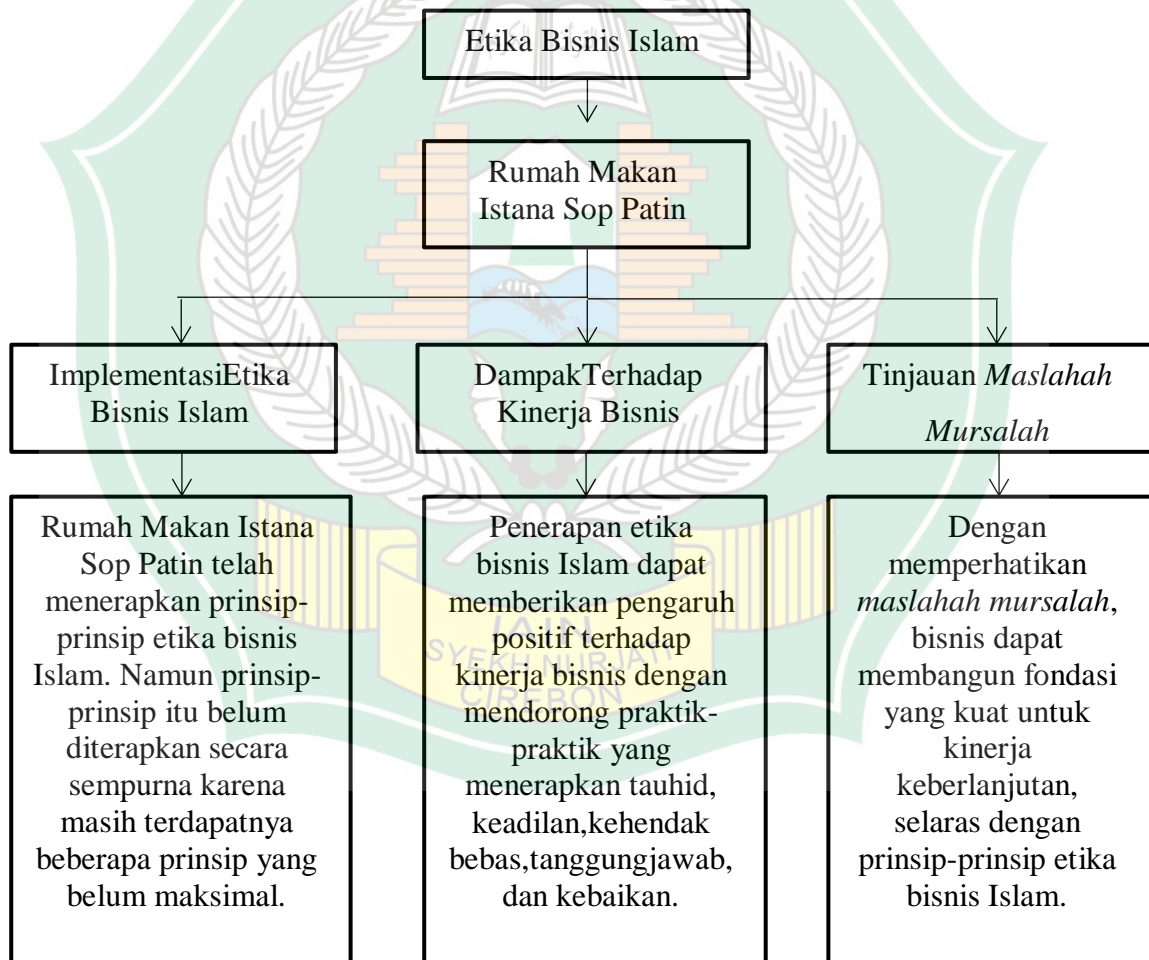 Etika Bisnis Islam
Rumah Makan
Istana Sop Patin
ImplementasiEtika
Bisnis Islam
DampakTerhadap
Kinerja Bisnis
Tinjauan Maslahah
Mursalah
Rumah Makan Istana
Sop Patin telah
menerapkan prinsip-
prinsip etika bisnis
Islam. Namun prinsip-
prinsip itu belum
diterapkan secara
sempurna karena
masih terdapatnya
beberapa prinsip yang
belum maksimal.
Penerapan etika
bisnis Islam dapat
memberikan pengaruh
positif terhadap
kinerja bisnis dengan
mendorong praktik-
praktik yang
menerapkan tauhid,
keadilan,kehendak
bebas,tanggungjawab,
dan kebaikan.
Dengan
memperhatikan
maslahah mursalah,
bisnis dapat
membangun fondasi
yang kuat untuk
kinerja
keberlanjutan,
selaras dengan
prinsip-prinsip etika
bisnis Islam.
IAIN
SYEKH NURJATI
CIREBON